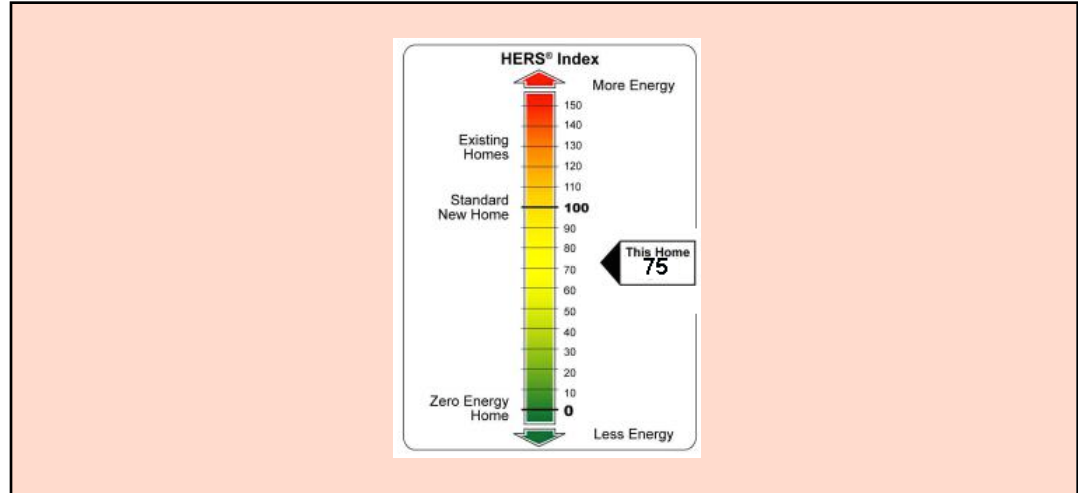 HERS® Index
More Energy
150
140
Existing
130
Homes
120
110
Standard
100
New Home
90
80
This Home
75
70
60
50
40
30
20
10
Zero Energy
0
Home
Less Energy